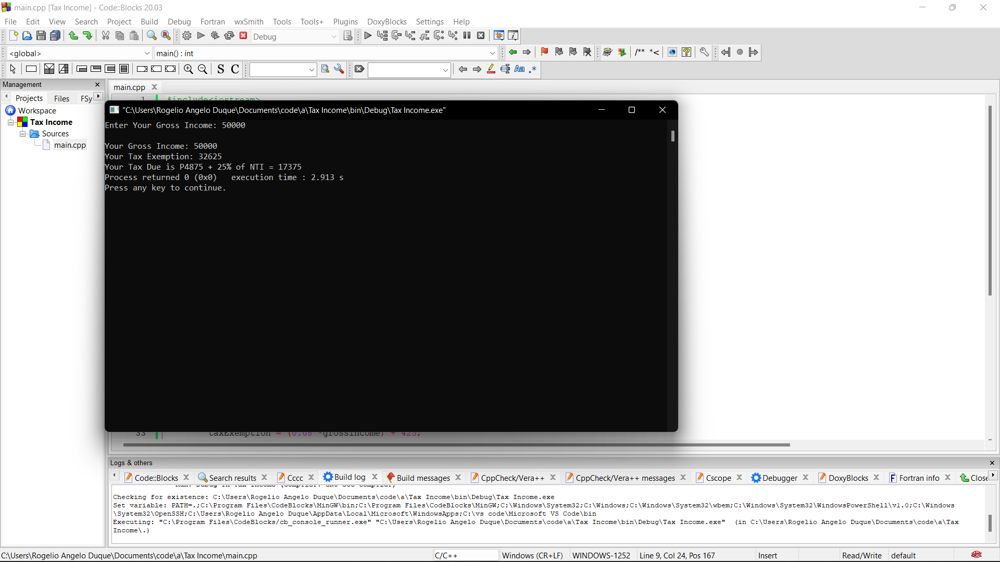 main.cpp [Tax Income] - Code::Blocks 20.03
File Edit View Search Project Build Debug Fortran wxSmith Tools Tools+ Plugins DoxyBlocks Settings Help
Debug
<global> main() : int
/** *<
S C Aa .*
Management
main.cpp
Projects Files FSy
1 #include<iostream>
Workspace
Tax Income
Sources
main.cpp
"C:\Users\Rogelio Angelo Duque\Documents\code\a\Tax Income\bin\Debug\Tax Income.exe"
Enter Your Gross Income: 50000
Your Gross Income: 50000
Your Tax Exemption: 32625
Your Tax Due is P4875 + 25% of NTI = 17375
Process returned 0 (0x0)   execution time : 2.913 s
Press any key to continue.
33 taxExemption = (0.08 *grossIncome) + 425;
Logs & others
Code::Blocks Search results Cccc Build log Build messages CppCheck/Vera++ CppCheck/Vera++ messages Cscope Debugger DoxyBlocks Fortran info Close
Checking for existence: C:\Users\Rogelio Angelo Duque\Documents\code\a\Tax Income\bin\Debug\Tax Income.exe
Set variable: PATH=.;C:\Program Files\CodeBlocks\MinGW\bin;C:\Program Files\CodeBlocks\MinGW;C:\Windows\System32;C:\Windows;C:\Windows\System32\wbem;C:\Windows\System32\WindowsPowerShell\v1.0;C:\Windows
\System32\OpenSSH;C:\Users\Rogelio Angelo Duque\AppData\Local\Microsoft\WindowsApps;C:\vs code\Microsoft VS Code\bin
Executing: "C:\Program Files\CodeBlocks/cb_console_runner.exe" "C:\Users\Rogelio Angelo Duque\Documents\code\a\Tax Income\bin\Debug\Tax Income.exe"  (in C:\Users\Rogelio Angelo Duque\Documents\code\a\Tax
Income\.)
C:\Users\Rogelio Angelo Duque\Documents\code\a\Tax Income\main.cpp C/C++ Windows (CR+LF) WINDOWS-1252 Line 9, Col 24, Pos 167 Insert Read/Write default abc